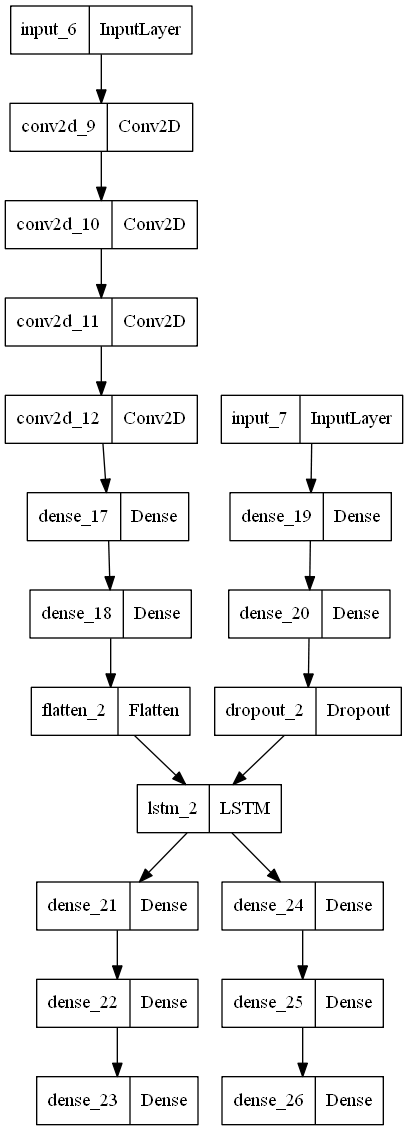 input_6 InputLayer
conv2d_9 Conv2D
conv2d_10 Conv2D
conv2d_11 Conv2D
conv2d_12 Conv2D
input_7 InputLayer
dense_17 Dense
dense_19 Dense
dense_18 Dense
dense_20 Dense
flatten_2 Flatten
dropout_2 Dropout
lstm_2 LSTM
dense_21 Dense
dense_24 Dense
dense_22 Dense
dense_25 Dense
dense_23 Dense
dense_26 Dense